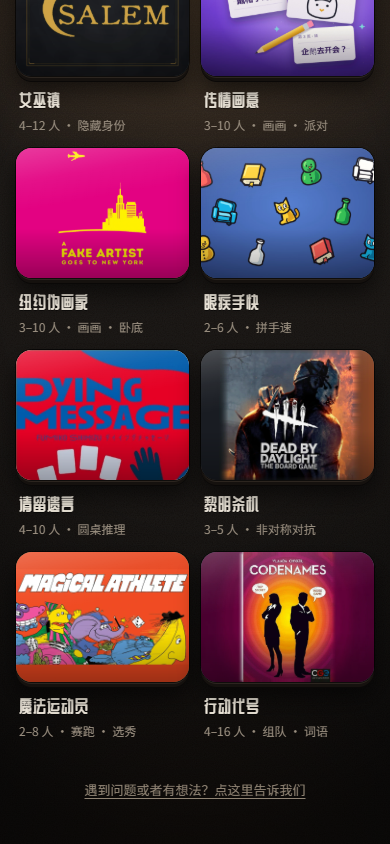 SALEM
企鹅去开会？
女巫镇
4–12 人 · 隐藏身份
传情画意
3–10 人 · 画画 · 派对
A
FAKE ARTIST
GOES TO NEW YORK
纽约伪画家
3–10 人 · 画画 · 卧底
眼疾手快
2–6 人 · 拼手速
DYING
MESSAGE
请留遗言
4–10 人 · 圆桌推理
DEAD BY
DAYLIGHT
THE BOARD GAME
黎明杀机
3–5 人 · 非对称对抗
MAGICAL ATHLETE
魔法运动员
2–8 人 · 赛跑 · 选秀
CODENAMES
行动代号
4–16 人 · 组队 · 词语
遇到问题或者有想法？点这里告诉我们